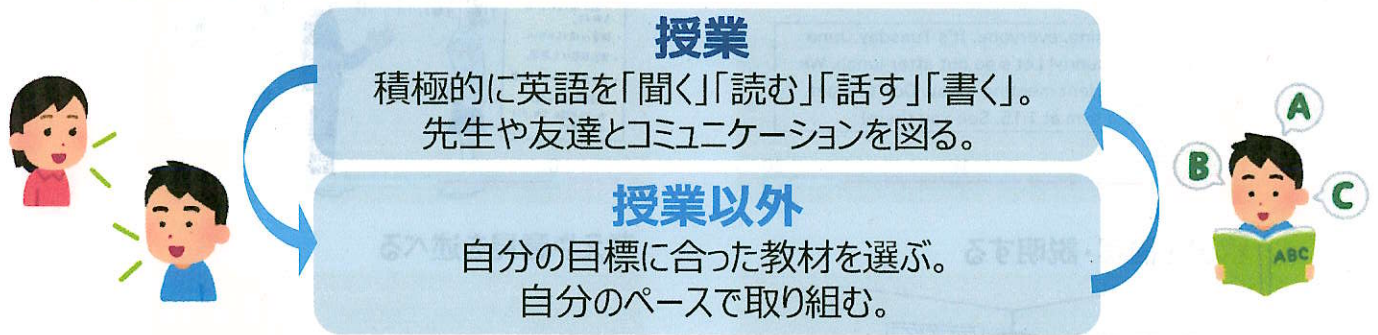 授業
積極的に英語を「聞く」「読む」「話す」「書く」。
先生や友達とコミュニケーションを図る。
授業以外
自分の目標に合った教材を選ぶ。
自分のペースで取り組む。
A
B
C
ABC